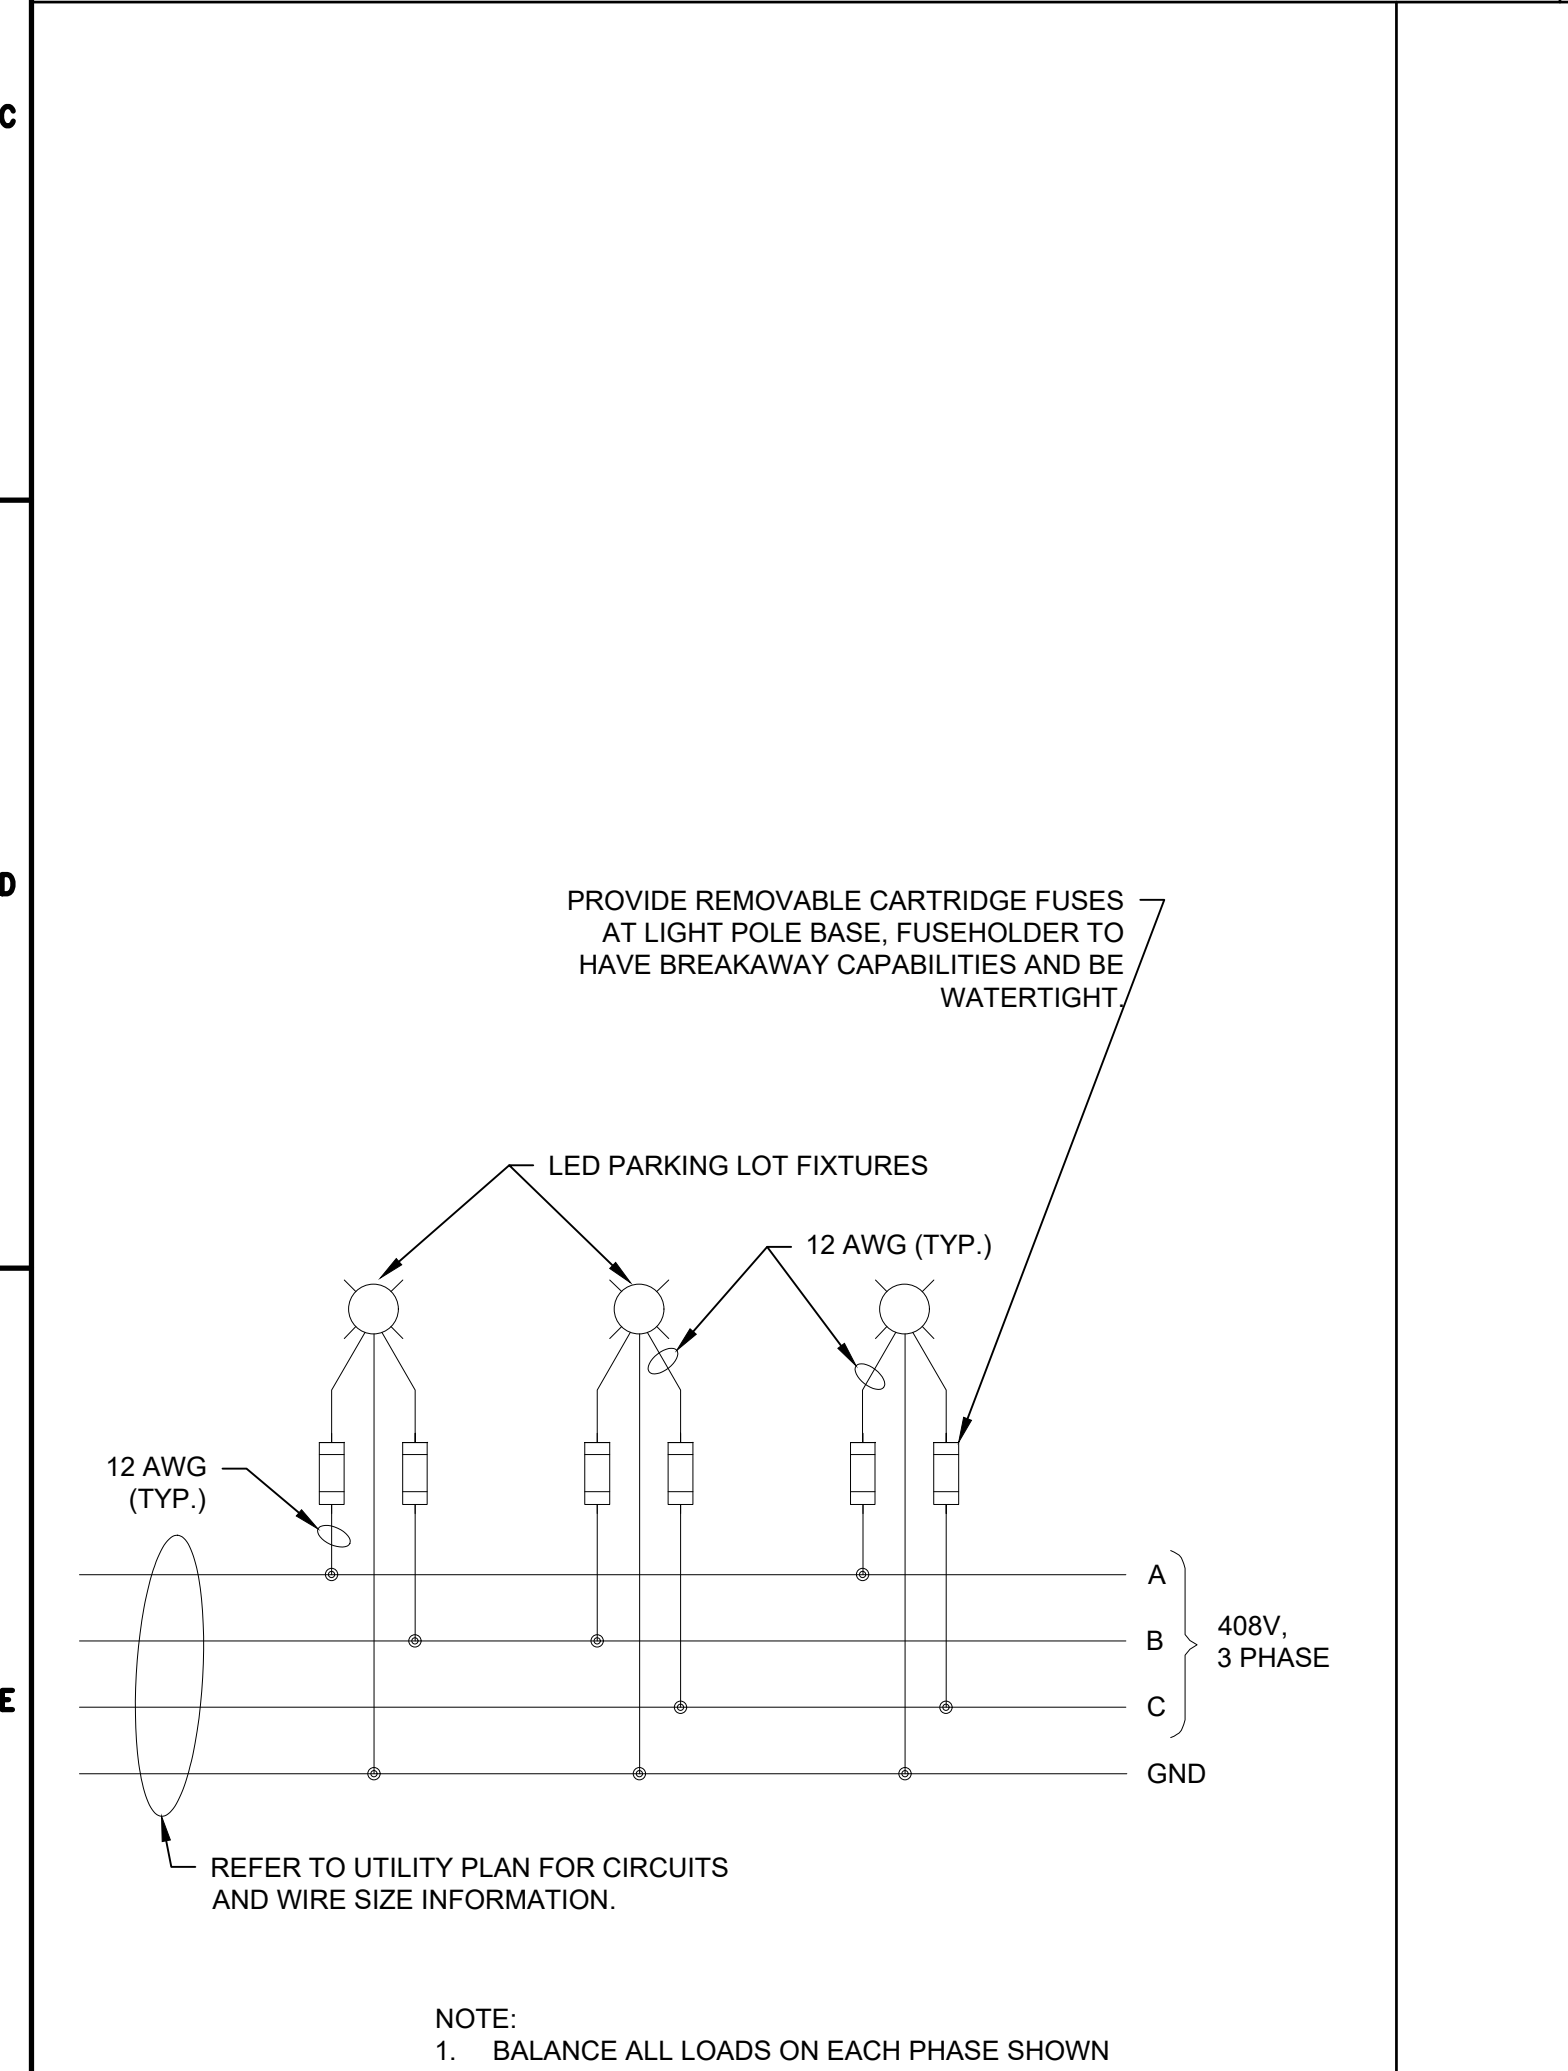 C
D
PROVIDE REMOVABLE CARTRIDGE FUSES
AT LIGHT POLE BASE, FUSEHOLDER TO
HAVE BREAKAWAY CAPABILITIES AND BE
WATERTIGHT.
LED PARKING LOT FIXTURES
12 AWG (TYP.)
12 AWG
(TYP.)
A
B
C
408V,
3 PHASE
GND
E
REFER TO UTILITY PLAN FOR CIRCUITS
AND WIRE SIZE INFORMATION.
NOTE:
1. BALANCE ALL LOADS ON EACH PHASE SHOWN